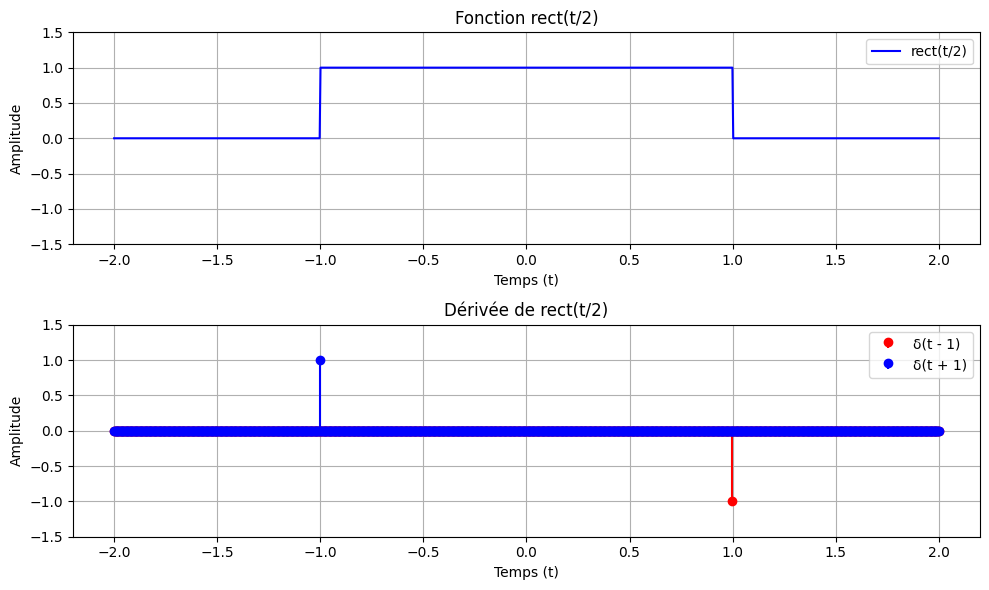 Fonction rect(t/2)
1.5
1.0
0.5
0.0
−0.5
−1.0
−1.5
Amplitude
rect(t/2)
−2.0 −1.5 −1.0 −0.5 0.0 0.5 1.0 1.5 2.0
Temps (t)
Dérivée de rect(t/2)
1.5
1.0
0.5
0.0
−0.5
−1.0
−1.5
Amplitude
δ(t - 1)
δ(t + 1)
−2.0 −1.5 −1.0 −0.5 0.0 0.5 1.0 1.5 2.0
Temps (t)